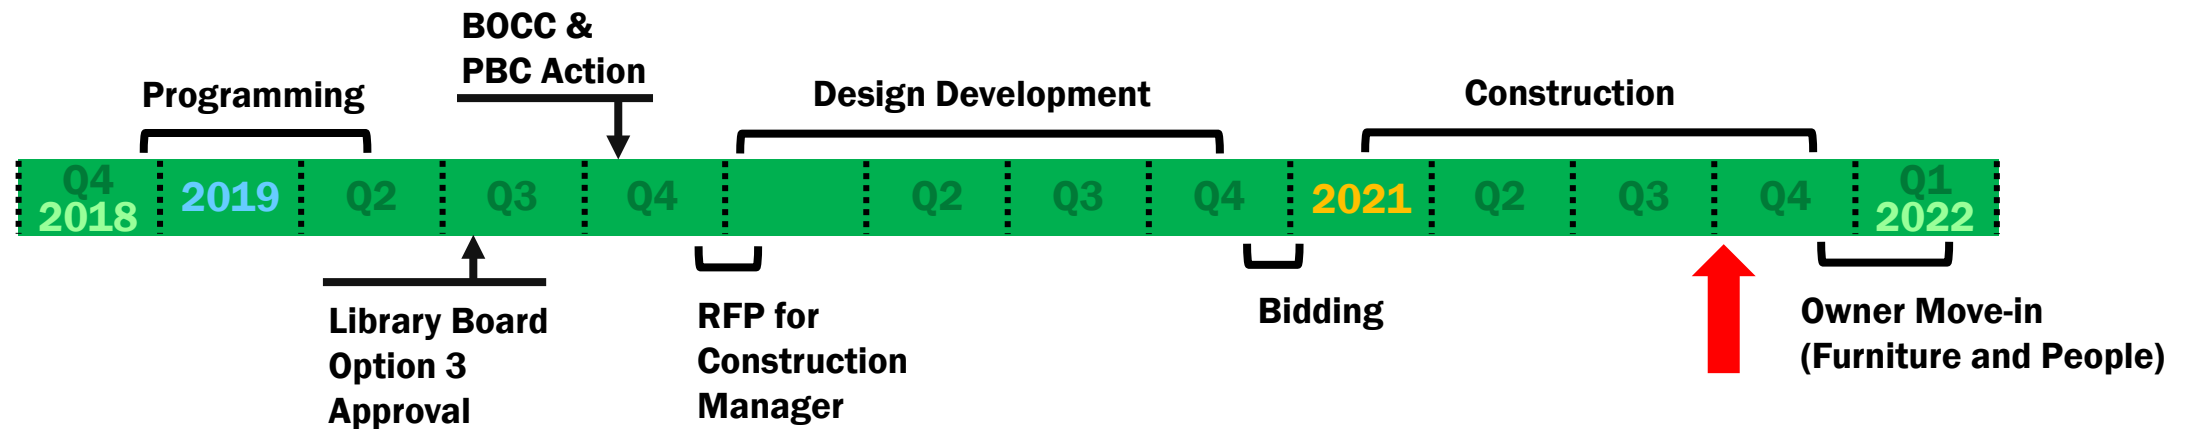 BOCC &
PBC Action
Programming
Design Development
Construction
Q4
2018
2019
Q2
Q3
Q4
Q2
Q3
Q4
2021
Q2
Q3
Q4
Q1
2022
Library Board
Option 3
Approval
RFP for
Construction
Manager
Bidding
Owner Move-in
(Furniture and People)